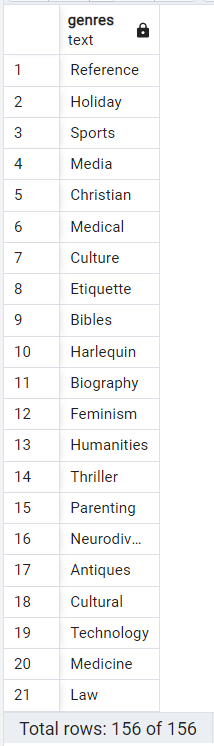 genres
text
1 Reference
2 Holiday
3 Sports
4 Media
5 Christian
6 Medical
7 Culture
8 Etiquette
9 Bibles
10 Harlequin
11 Biography
12 Feminism
13 Humanities
14 Thriller
15 Parenting
16 Neurodiv...
17 Antiques
18 Cultural
19 Technology
20 Medicine
21 Law
Total rows: 156 of 156